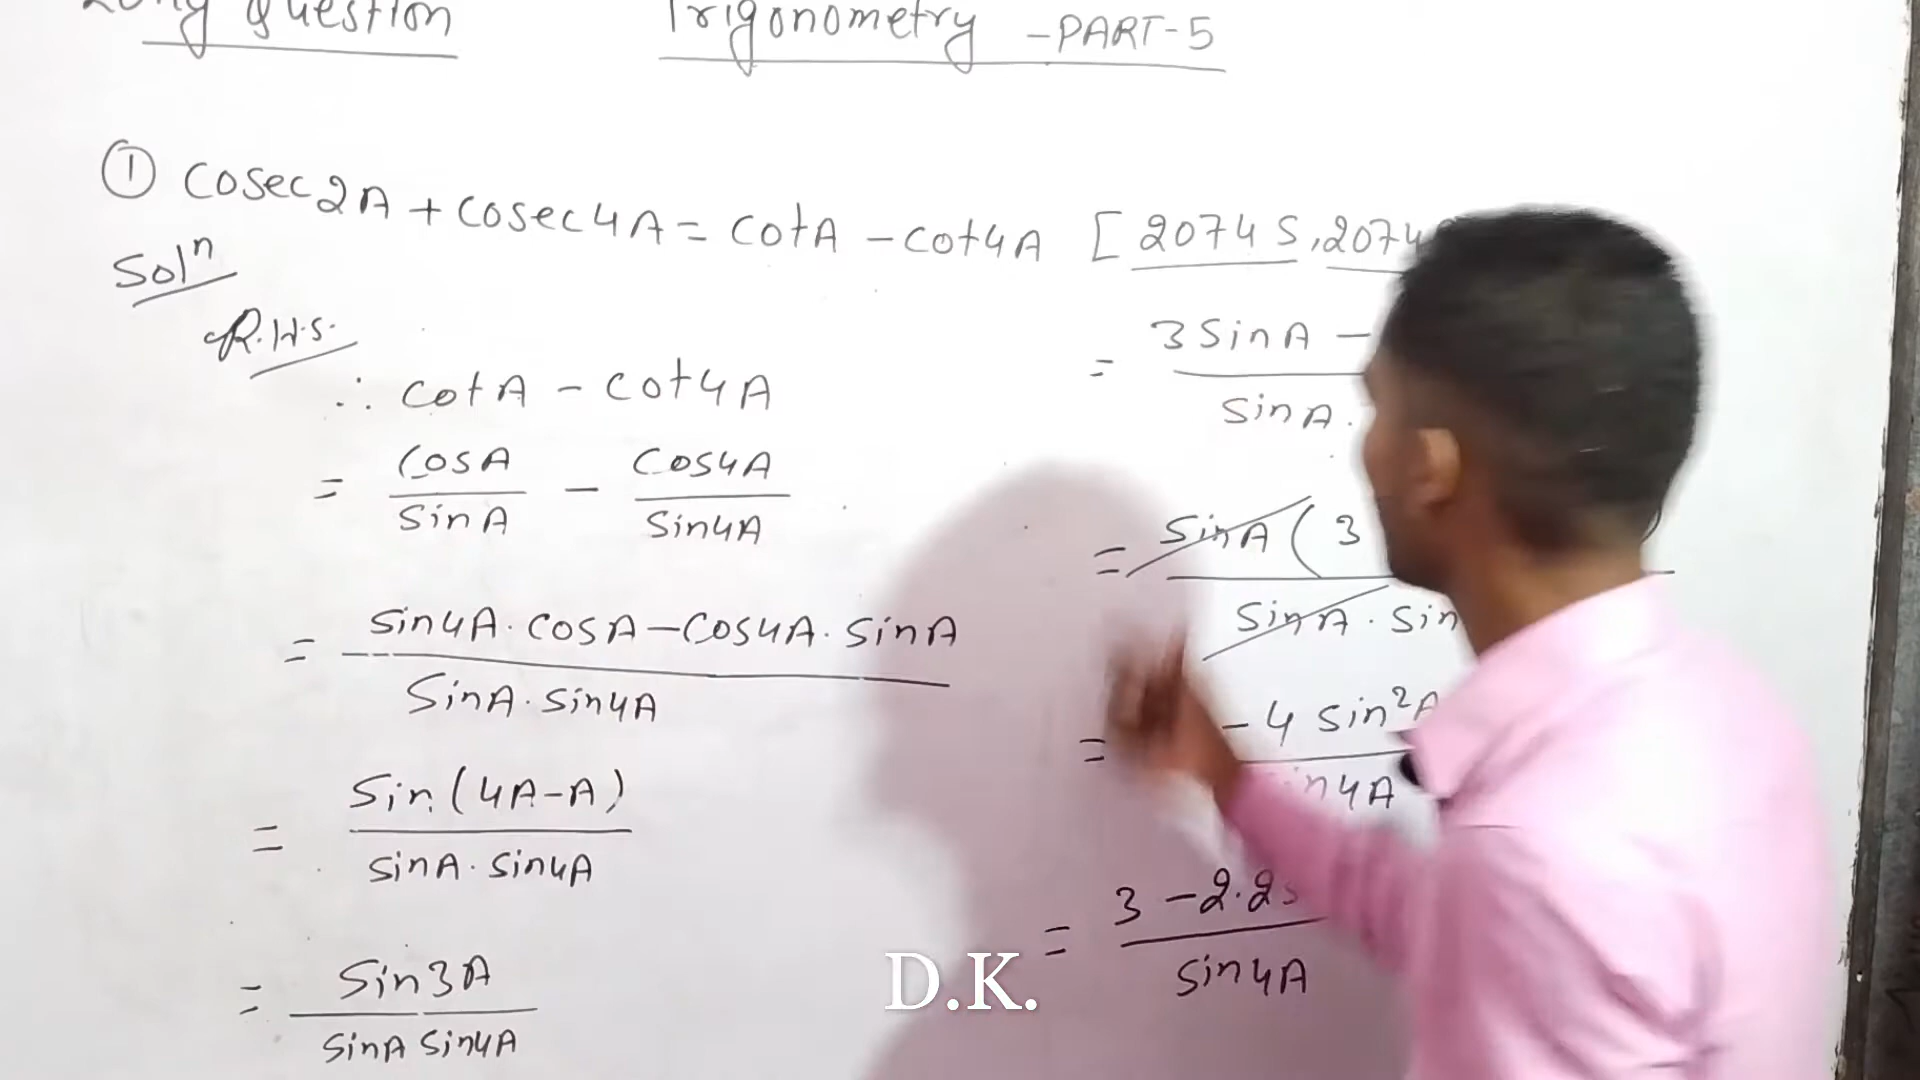 Long Question Trigonometry -PART-5
① cosec2A + cosec4A = cotA - cot4A [2074 S, 2074
Solⁿ
R.H.S.
∴ cotA - cot4A
= CosA/SinA - Cos4A/Sin4A
= Sin4A·cosA-Cos4A·sinA / SinA·sin4A
= Sin(4A-A) / sinA·sin4A
= Sin3A / sinA sin4A
= 3SinA - / SinA.
= SinA(3 ) / SinA·Sin
= -4 sin²A / in4A
= 3-2·2s / Sin4A
D.K.